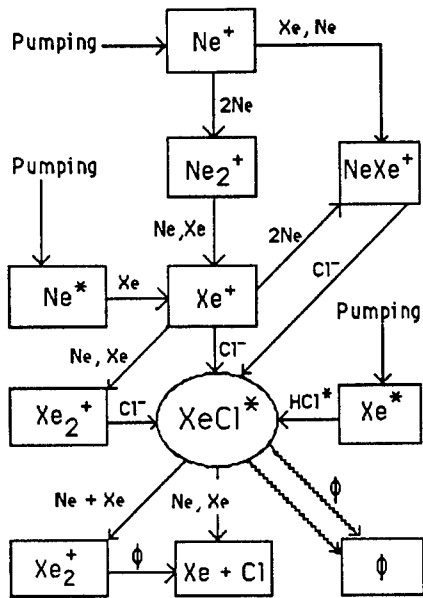 Pumping
Ne⁺
Xe, Ne
2Ne
Pumping
Ne₂⁺
NeXe⁺
Ne,Xe
2Ne
Cl⁻
Ne*
Xe
Xe⁺
Pumping
Ne, Xe
Cl⁻
Xe₂⁺
Cl⁻
XeCl*
HCl*
Xe*
Ne + Xe
Ne, Xe
ϕ
Xe₂⁺
ϕ
Xe + Cl
ϕ